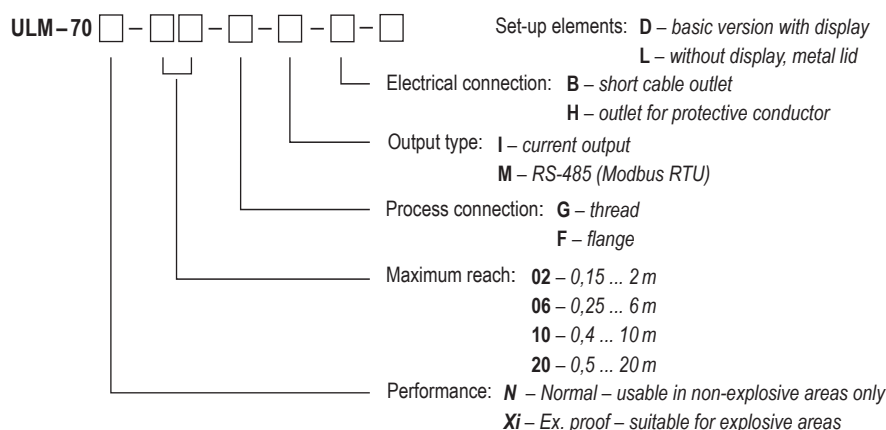 ULM – 70 □ – □□ – □ – □ – □ – □ Set-up elements: D – basic version with display
L – without display, metal lid
Electrical connection: B – short cable outlet
H – outlet for protective conductor
Output type: I – current output
M – RS-485 (Modbus RTU)
Process connection: G – thread
F – flange
Maximum reach: 02 – 0,15 ... 2 m
06 – 0,25 ... 6 m
10 – 0,4 ... 10 m
20 – 0,5 ... 20 m
Performance: N – Normal – usable in non-explosive areas only
Xi – Ex. proof – suitable for explosive areas